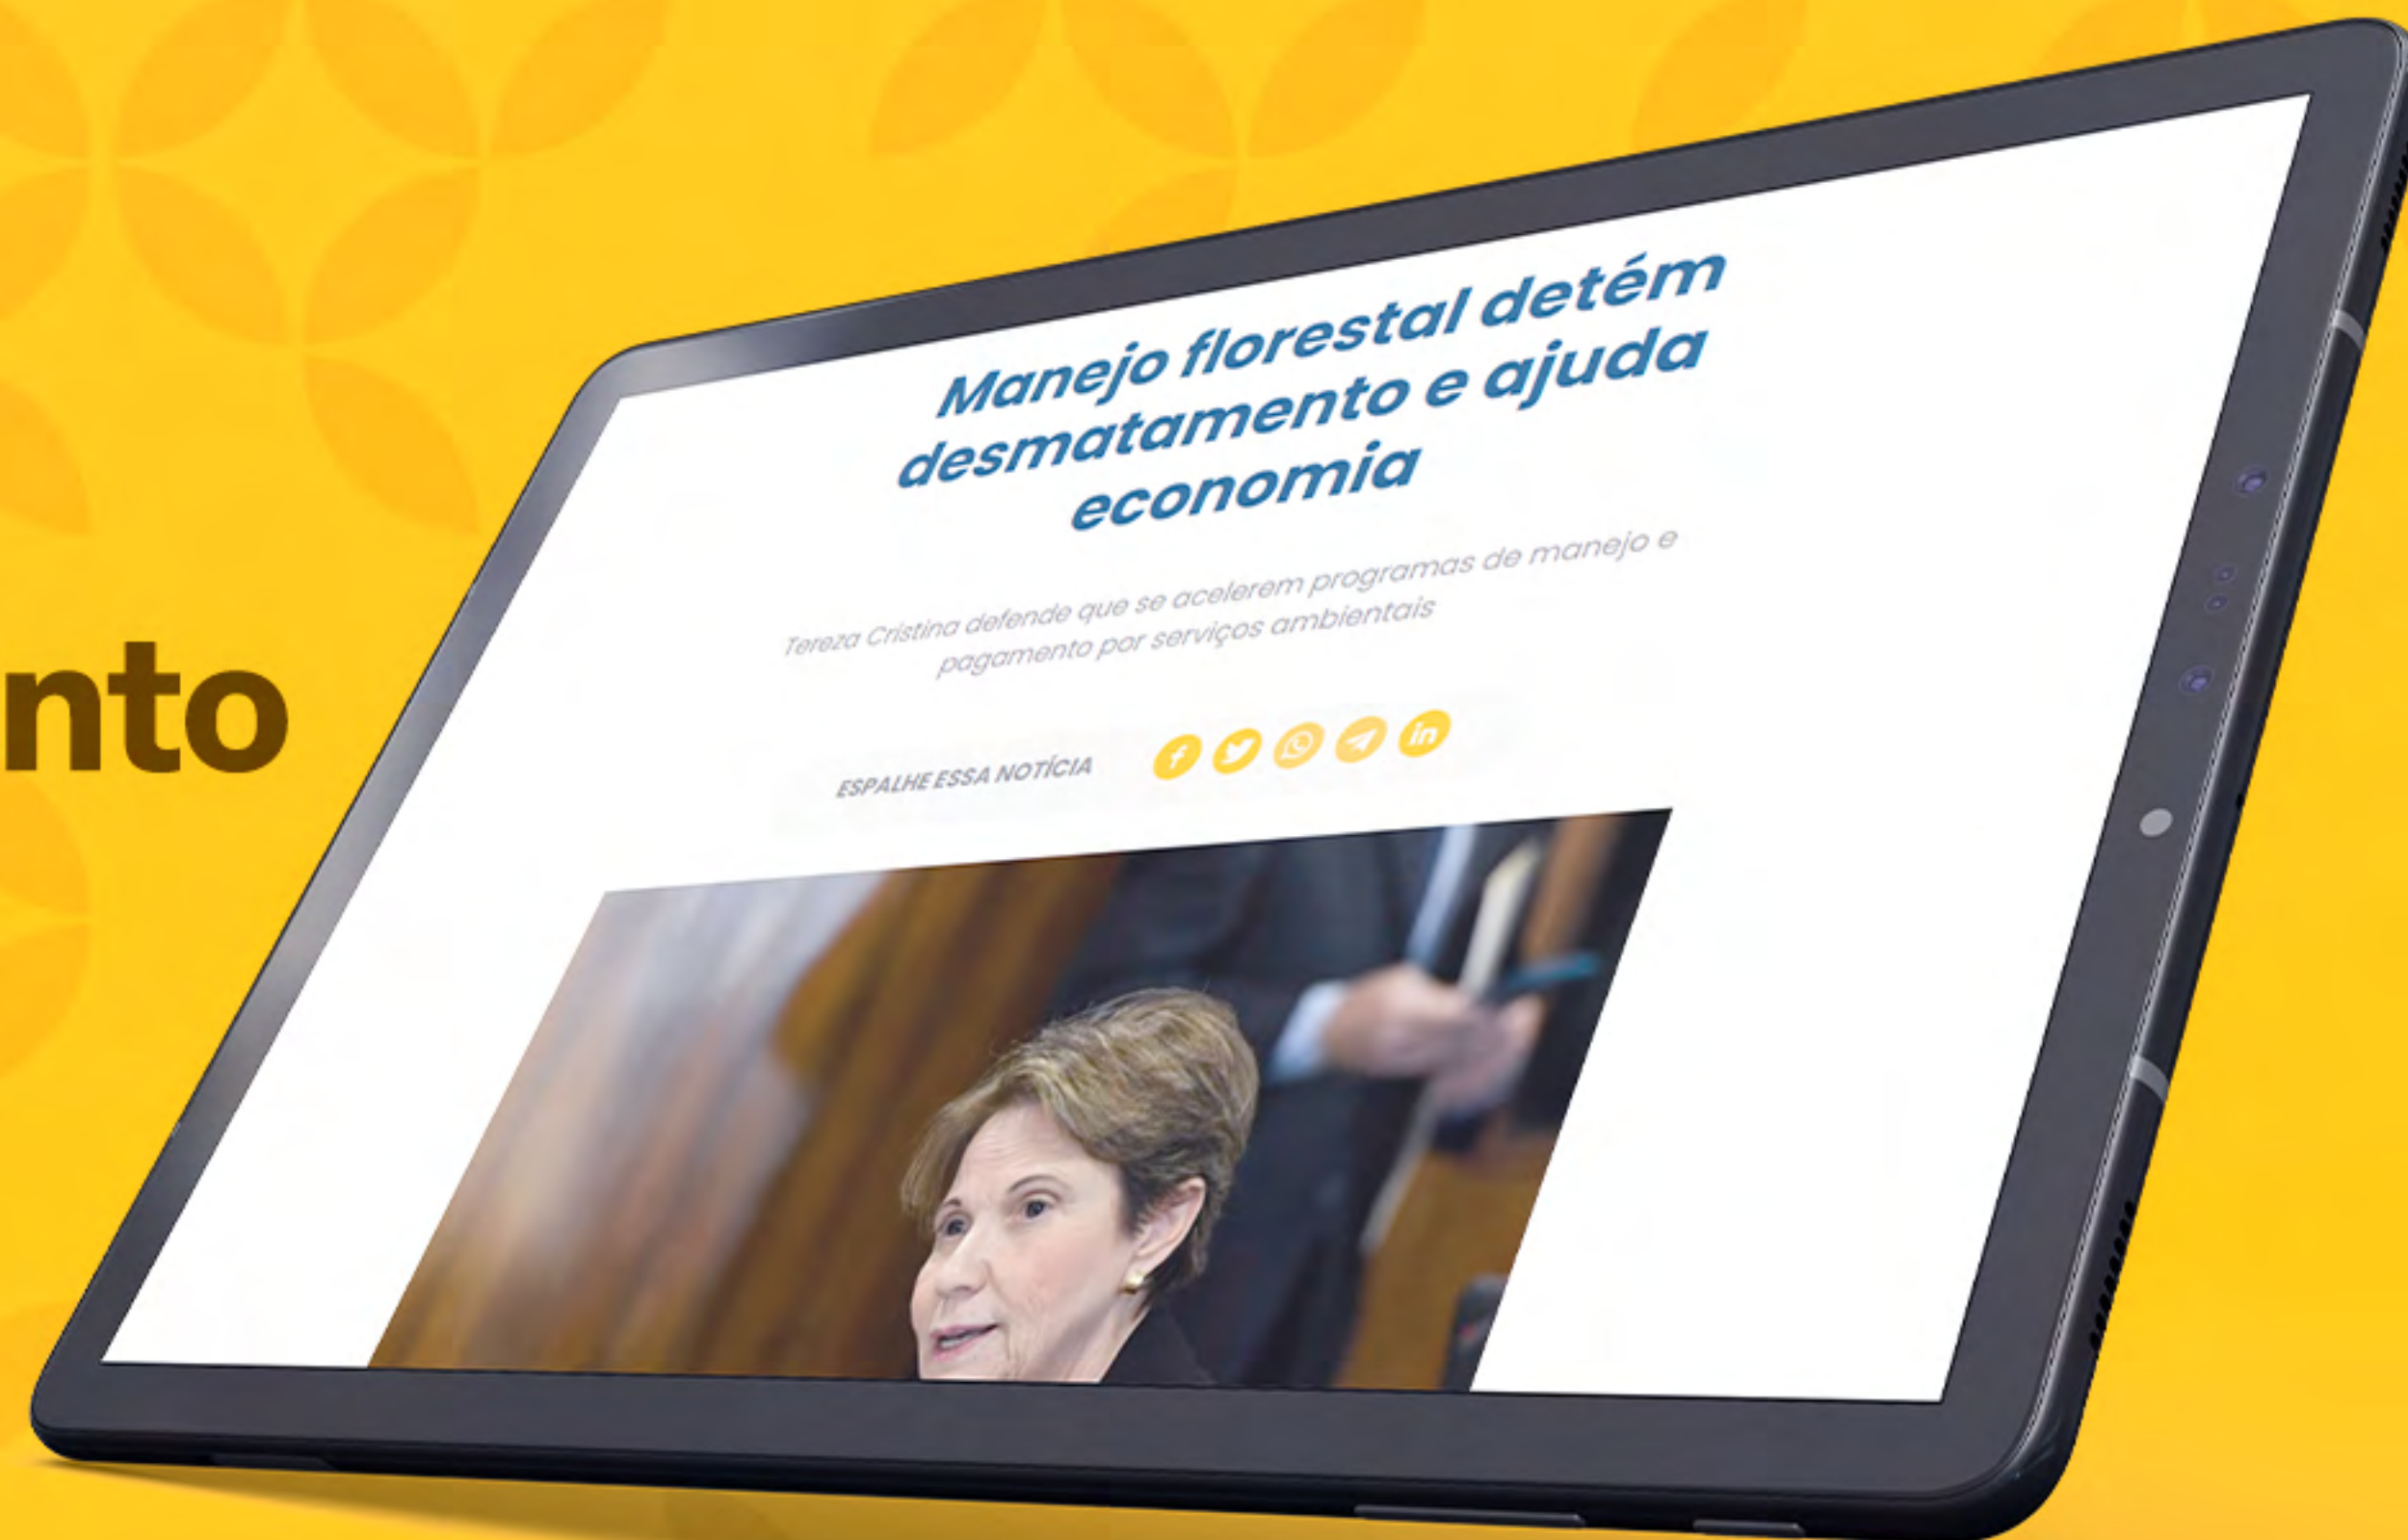 Manejo florestal detém
desmatamento e ajuda
economia
Tereza Cristina defende que se acelerem programas de manejo e
pagamento por serviços ambientais
ESPALHE ESSA NOTÍCIA
nto